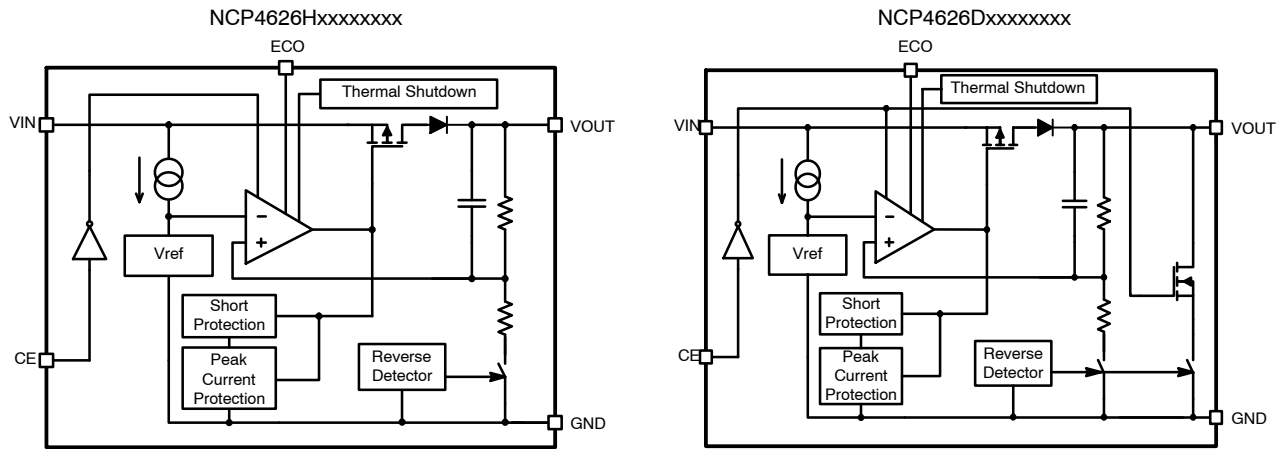 NCP4626Hxxxxxxxx
ECO
Thermal Shutdown
VIN
VOUT
−
+
Vref
Short
Protection
CE
Peak
Current
Protection
Reverse
Detector
GND
NCP4626Dxxxxxxxx
ECO
Thermal Shutdown
VIN
VOUT
−
+
Vref
Short
Protection
CE
Peak
Current
Protection
Reverse
Detector
GND